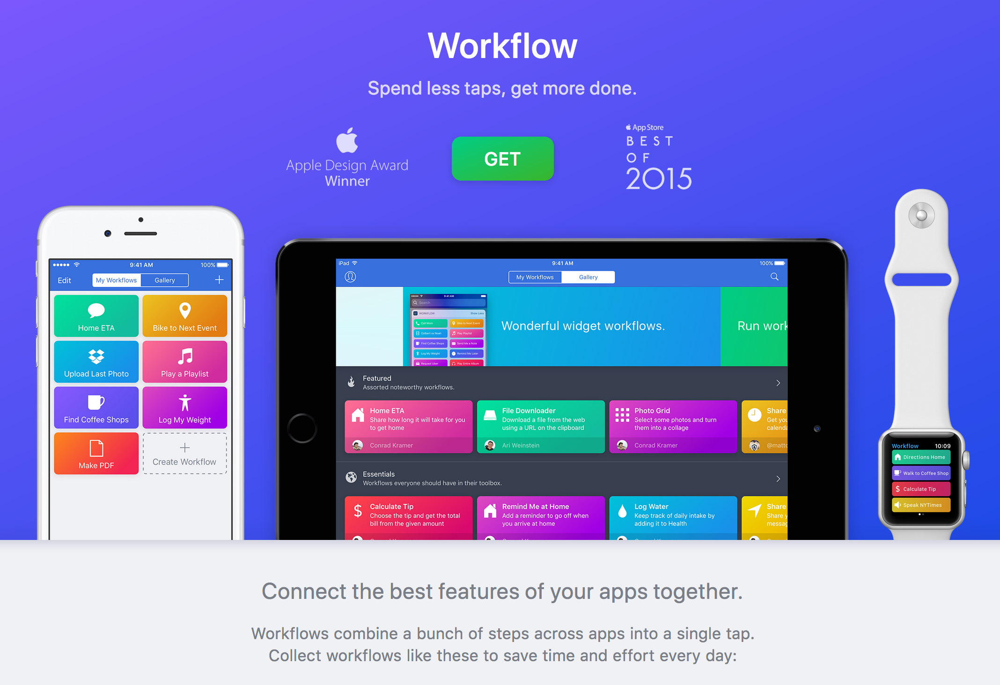 Workflow
Spend less taps, get more done.
Apple Design Award
Winner
GET
App Store
BEST
OF
2015
9:41 AM
100%
Edit
My Workflows
Gallery
Home ETA
Bike to Next Event
Upload Last Photo
Play a Playlist
Find Coffee Shops
Log My Weight
Make PDF
Create Workflow
iPad
9:41 AM
100%
My Workflows
Gallery
9:41 AM
Search
WORKFLOW
Show Less
Call Mom
Bike to Next Event
Colbert vs Noah
Play Playlist
Find Coffee Shops
Send Me a Note
Log My Weight
Remind Me Later
Request Uber
Play Entire Album
Wonderful widget workflows.
Run work
Featured
Assorted noteworthy workflows.
Home ETA
Share how long it will take for you
to get home
Conrad Kramer
File Downloader
Download a file from the web
using a URL on the clipboard
Ari Weinstein
Photo Grid
Select some photos and turn
them into a collage
Conrad Kramer
Share
Get you
calenda
@matt
Essentials
Workflows everyone should have in their toolbox.
Calculate Tip
Choose the tip and get the total
bill from the given amount
Remind Me at Home
Add a reminder to go off when
you arrive at home
Log Water
Keep track of daily intake by
adding it to Health
Share
Share y
messag
Workflow
10:09
Directions Home
Walk to Coffee Shop
Calculate Tip
Speak NYTimes
Connect the best features of your apps together.
Workflows combine a bunch of steps across apps into a single tap.
Collect workflows like these to save time and effort every day: